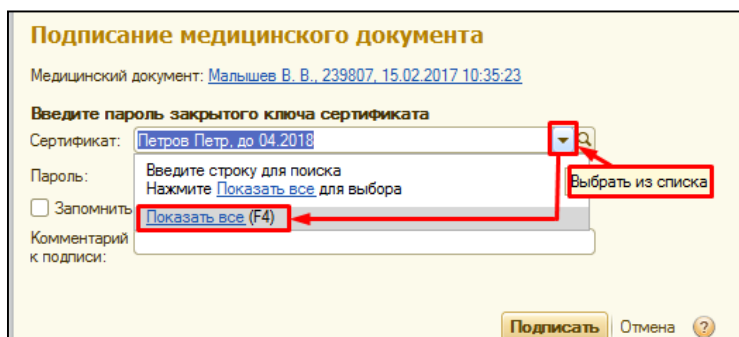 Подписание медицинского документа
Медицинский документ: Малышев В. В., 239807, 15.02.2017 10:35:23
Введите пароль закрытого ключа сертификата
Сертификат: Петров Петр, до 04.2018
Пароль:
Введите строку для поиска
Нажмите Показать все для выбора
Выбрать из списка
Запомнить
Показать все (F4)
Комментарий
к подписи:
Подписать Отмена ?